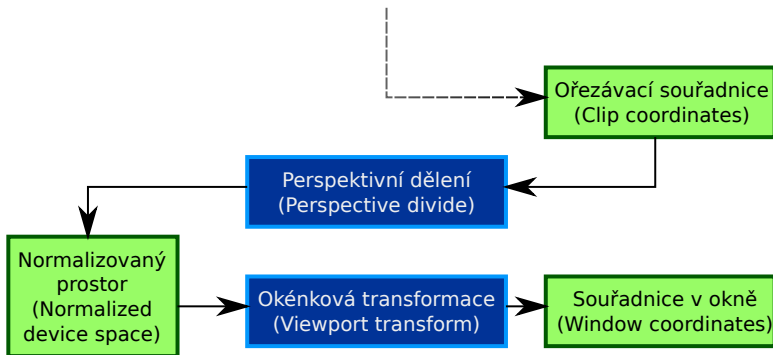 Ořezávací souřadnice
(Clip coordinates)
Perspektivní dělení
(Perspective divide)
Normalizovaný
prostor
(Normalized
device space)
Okénková transformace
(Viewport transform)
Souřadnice v okně
(Window coordinates)